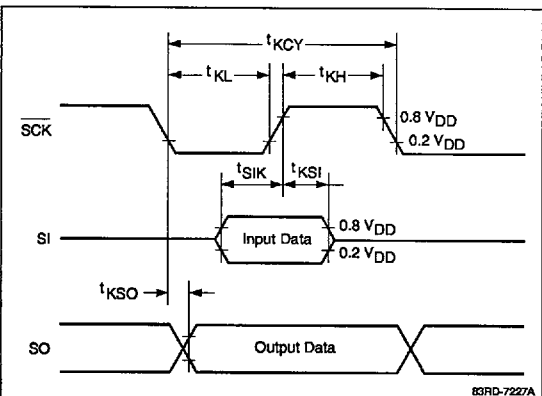 tKCY
tKL
tKH
SCK
0.8 VDD
0.2 VDD
tSIK
tKSI
SI
Input Data
0.8 VDD
0.2 VDD
tKSO
SO
Output Data
83RD-7227A